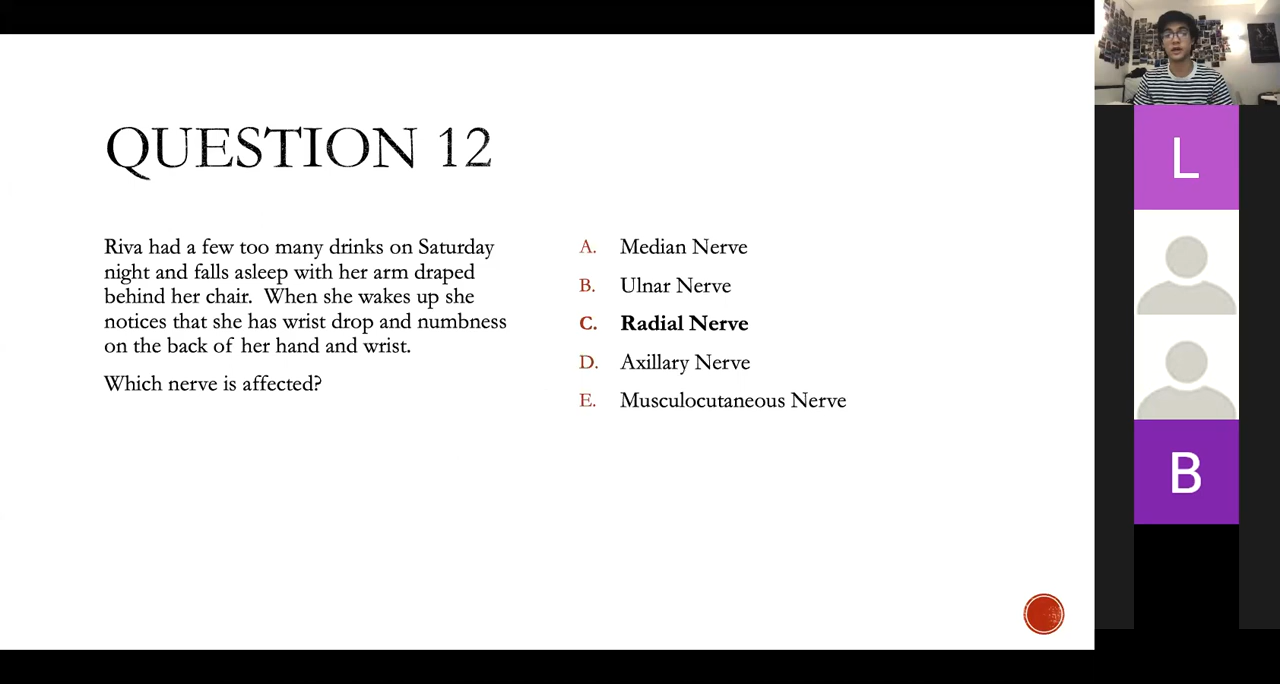 QUESTION 12
Riva had a few too many drinks on Saturday
night and falls asleep with her arm draped
behind her chair.  When she wakes up she
notices that she has wrist drop and numbness
on the back of her hand and wrist.
Which nerve is affected?
A. Median Nerve
B. Ulnar Nerve
C. Radial Nerve
D. Axillary Nerve
E. Musculocutaneous Nerve
L
B